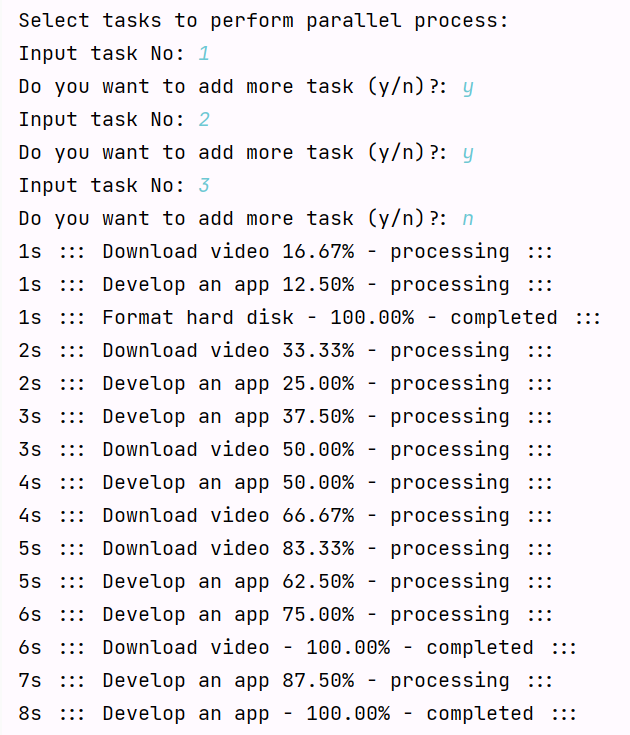 Select tasks to perform parallel process:
Input task No: 1
Do you want to add more task (y/n)?: y
Input task No: 2
Do you want to add more task (y/n)?: y
Input task No: 3
Do you want to add more task (y/n)?: n
1s ::: Download video 16.67% - processing :::
1s ::: Develop an app 12.50% - processing :::
1s ::: Format hard disk - 100.00% - completed :::
2s ::: Download video 33.33% - processing :::
2s ::: Develop an app 25.00% - processing :::
3s ::: Develop an app 37.50% - processing :::
3s ::: Download video 50.00% - processing :::
4s ::: Develop an app 50.00% - processing :::
4s ::: Download video 66.67% - processing :::
5s ::: Download video 83.33% - processing :::
5s ::: Develop an app 62.50% - processing :::
6s ::: Develop an app 75.00% - processing :::
6s ::: Download video - 100.00% - completed :::
7s ::: Develop an app 87.50% - processing :::
8s ::: Develop an app - 100.00% - completed :::